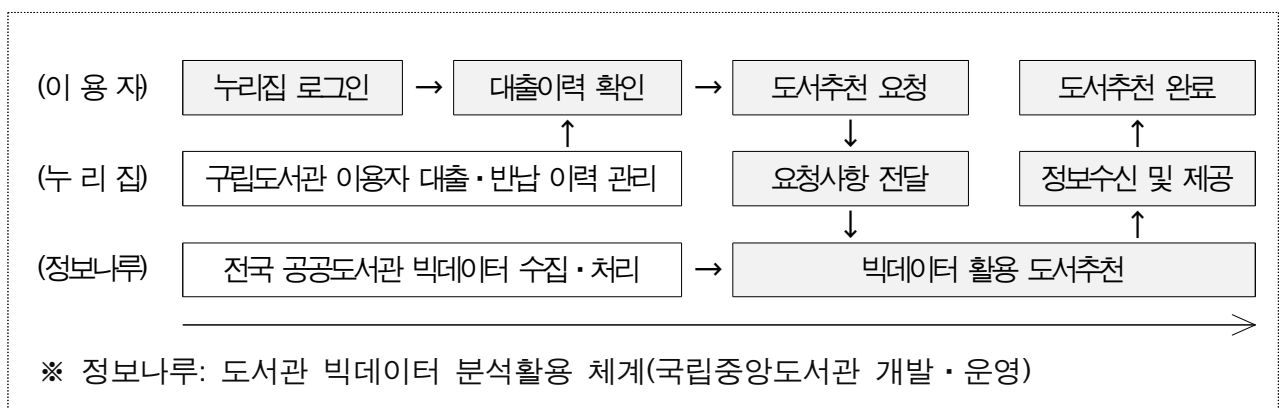 (이 용 자) 누리집 로그인 → 대출이력 확인 → 도서추천 요청 도서추천 완료
↑ ↓ ↑
(누 리 집) 구립도서관 이용자 대출·반납 이력 관리 요청사항 전달 정보수신 및 제공
↓ ↑
(정보나루) 전국 공공도서관 빅데이터 수집·처리 → 빅데이터 활용 도서추천
※ 정보나루: 도서관 빅데이터 분석활용 체계(국립중앙도서관 개발·운영)